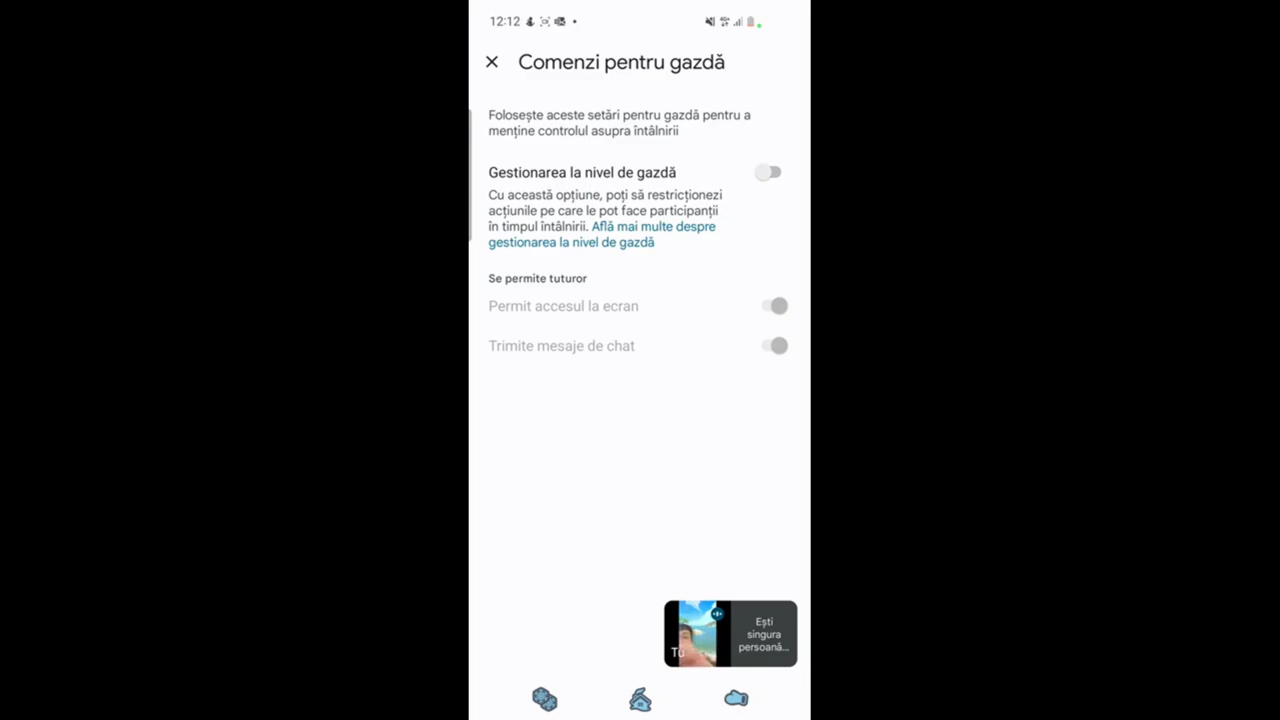 12:12
Comenzi pentru gazdă
Folosește aceste setări pentru gazdă pentru a
menține controlul asupra întâlnirii
Gestionarea la nivel de gazdă
Cu această opțiune, poți să restricționezi
acțiunile pe care le pot face participanții
în timpul întâlnirii. Află mai multe despre
gestionarea la nivel de gazdă
Se permite tuturor
Permit accesul la ecran
Trimite mesaje de chat
Ești
singura
persoană...
Tu